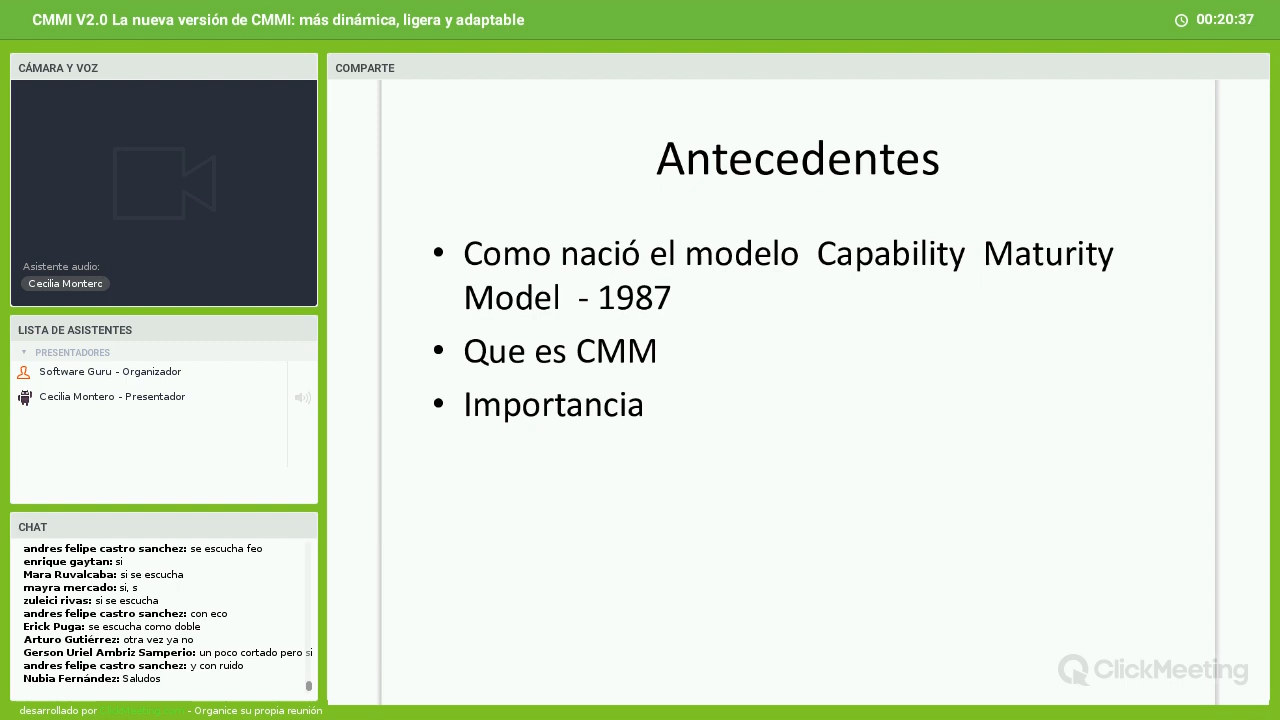 CMMI V2.0 La nueva versión de CMMI: más dinámica, ligera y adaptable
00:20:37
CÁMARA Y VOZ
Asistente audio:
Cecilia Montero
LISTA DE ASISTENTES
PRESENTADORES
Software Guru - Organizador
Cecilia Montero - Presentador
CHAT
andres felipe castro sanchez: se escucha feo
enrique gaytan: si
Mara Ruvalcaba: si se escucha
mayra mercado: si, s
zuleici rivas: si se escucha
andres felipe castro sanchez: con eco
Erick Puga: se escucha como doble
Arturo Gutiérrez: otra vez ya no
Gerson Uriel Ambriz Samperio: un poco cortado pero si
andres felipe castro sanchez: y con ruido
Nubia Fernández: Saludos
desarrollado por - Organice su propia reunión
COMPARTE
Antecedentes
• Como nació el modelo Capability Maturity
Model - 1987
• Que es CMM
• Importancia
ClickMeeting